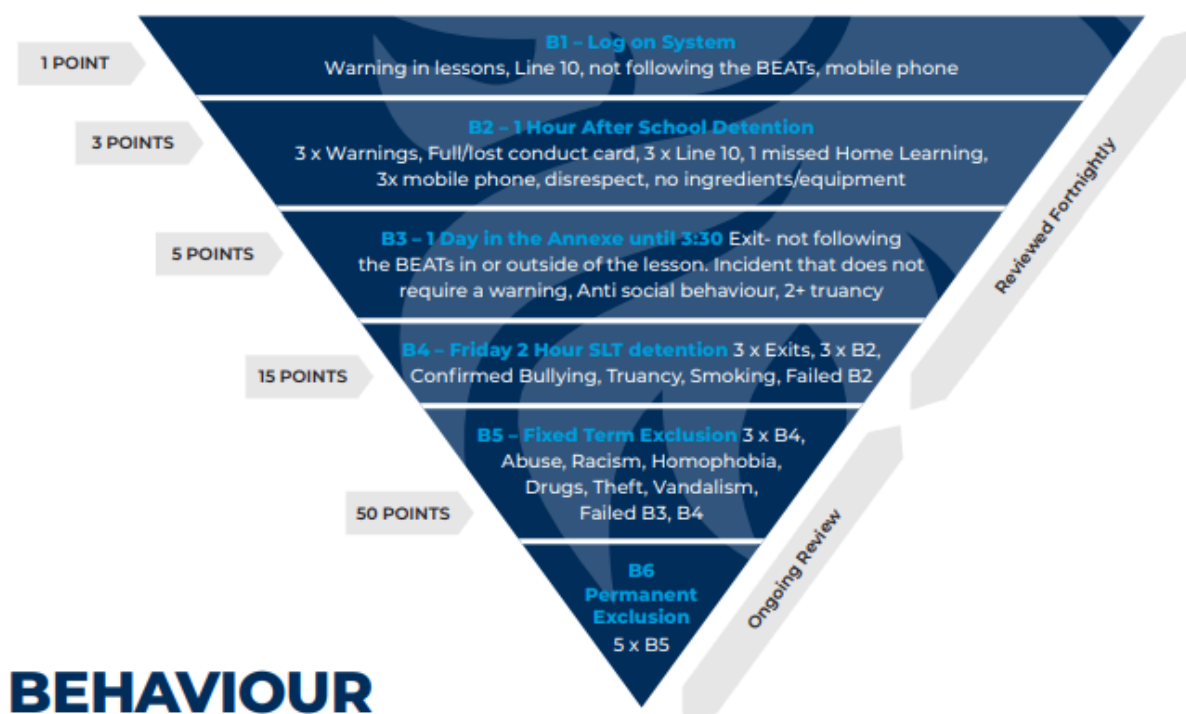 1 POINT
B1 – Log on System
Warning in lessons, Line 10, not following the BEATs, mobile phone
3 POINTS
B2 – 1 Hour After School Detention
3 x Warnings, Full/lost conduct card, 3 x Line 10, 1 missed Home Learning,
3x mobile phone, disrespect, no ingredients/equipment
5 POINTS
B3 – 1 Day in the Annexe until 3:30 Exit- not following
the BEATs in or outside of the lesson. Incident that does not
require a warning, Anti social behaviour, 2+ truancy
15 POINTS
B4 – Friday 2 Hour SLT detention 3 x Exits, 3 x B2,
Confirmed Bullying, Truancy, Smoking, Failed B2
50 POINTS
B5 – Fixed Term Exclusion 3 x B4,
Abuse, Racism, Homophobia,
Drugs, Theft, Vandalism,
Failed B3, B4
B6
Permanent
Exclusion
5 x B5
Reviewed Fortnightly
Ongoing Review
BEHAVIOUR